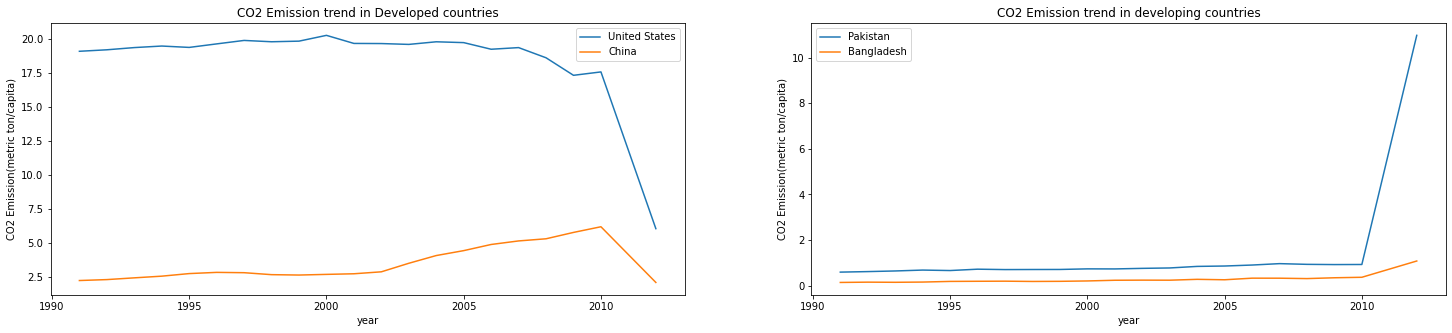 CO2 Emission trend in Developed countries
CO2 Emission(metric ton/capita)
20.0
17.5
15.0
12.5
10.0
7.5
5.0
2.5
United States
China
1990 1995 2000 2005 2010
year
CO2 Emission trend in developing countries
CO2 Emission(metric ton/capita)
10
8
6
4
2
0
Pakistan
Bangladesh
1990 1995 2000 2005 2010
year